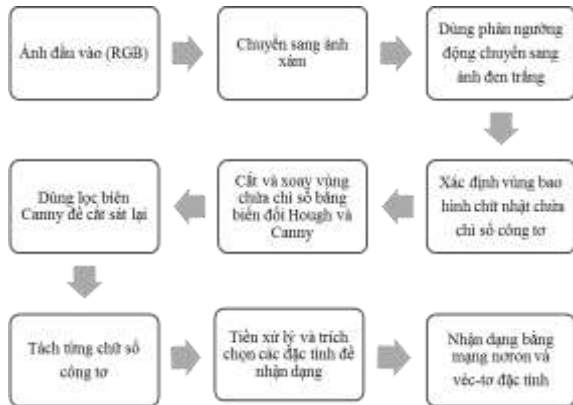 Ảnh đầu vào (RGB)
Chuyển sang ảnh
xám
Dùng phân ngưỡng
động chuyển sang
ảnh đen trắng
Xác định vùng bao
hình chữ nhật chứa
chỉ số công tơ
Cắt và xoay vùng
chứa chỉ số bằng
biến đổi Hough và
Canny
Dùng lọc biên
Canny để cắt sát lại
Tách từng chữ số
công tơ
Tiền xử lý và trích
chọn các đặc tính để
nhận dạng
Nhận dạng bằng
mạng nơron và
véc-tơ đặc tính